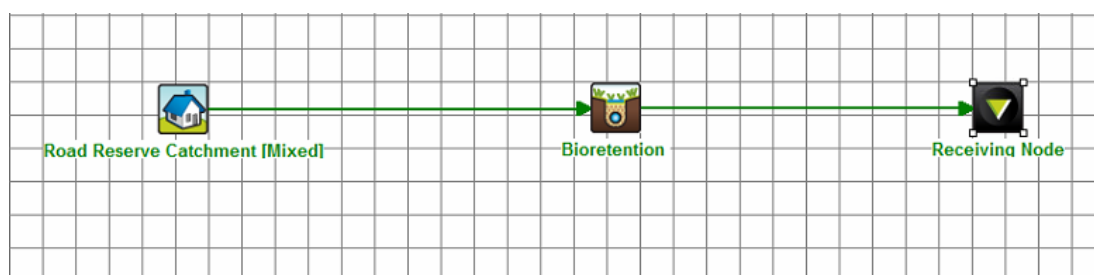 Road Reserve Catchment [Mixed]
Bioretention
Receiving Node